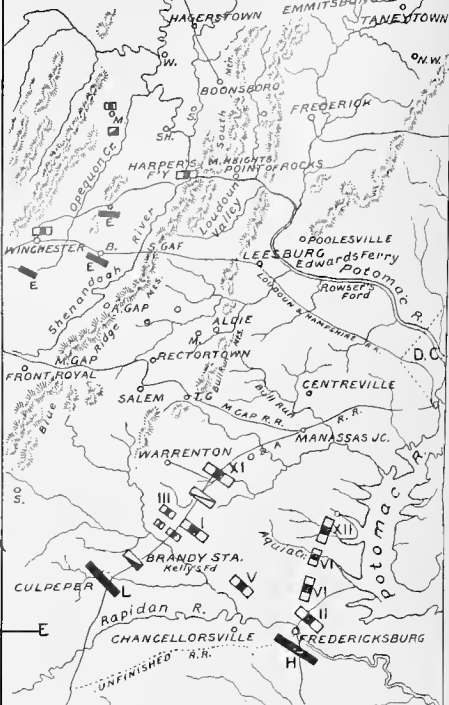 EMMITSBURG
HAGERSTOWN
TANEYTOWN
W.
N.W.
BOONSBORO
Mtn.
FREDERICK
M.
S.
SH.
South
Opequon Cr.
HARPER'S F'Y
M. HEIGHTS
POINT OF ROCKS
Loudoun Valley
E
WINCHESTER
B.
S. GAP
POOLESVILLE
LEESBURG
Edwards Ferry
Potomac R.
E
E
Shenandoah River
Rowser's Ford
LOUDOUN & HAMPSHIRE R.R.
A. GAP
Mts.
ALDIE
M.
D.C.
M. GAP
Ridge
RECTORTOWN
Bull Run Mts.
FRONT ROYAL
SALEM
T.G.
CENTREVILLE
Bull Run
M. GAP R.R.
R.R.
Blue
MANASSAS JC.
O. & A.
WARRENTON
XI
S.
III
I
XII
Potomac R.
Aquia Cr.
VI
BRANDY STA.
Kelly's Fd
CULPEPER
L
V
VI
II
Rapidan R.
E
CHANCELLORSVILLE
FREDERICKSBURG
H
UNFINISHED R.R.